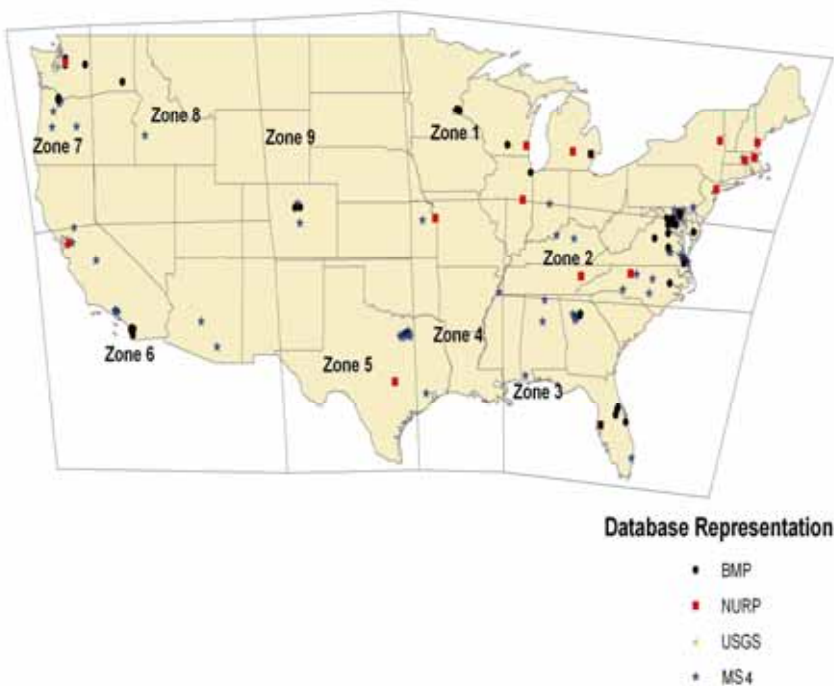 Zone 8
Zone 1
Zone 7
Zone 9
Zone 2
Zone 4
Zone 6
Zone 5
Zone 3
Database Representation
BMP
NURP
USGS
MS4